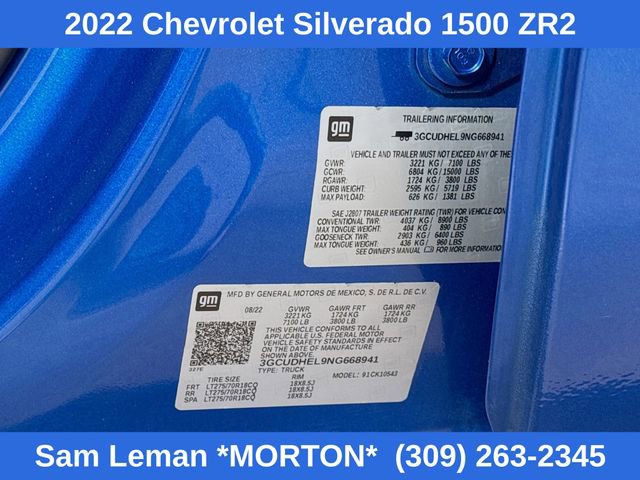 2022 Chevrolet Silverado 1500 ZR2
gm
TRAILERING INFORMATION
3GCUDHEL9NG668941
VEHICLE AND TRAILER MUST NOT EXCEED ANY OF THE
GVWR: 3221 KG/ 7100 LBS
GCWR: 6804 KG/ 15000 LBS
RGAWR: 1724 KG/ 3800 LBS
CURB WEIGHT: 2595 KG/ 5719 LBS
MAX PAYLOAD: 626 KG/ 1381 LBS
SAE J2807 TRAILER WEIGHT RATING (TWR) FOR VEHICLE CON
CONVENTIONAL TWR: 4037 KG/ 8900 LBS
MAX TONGUE WEIGHT: 404 KG/ 890 LBS
GOOSENECK TWR: 2903 KG/ 6400 LBS
MAX TONGUE WEIGHT: 436 KG/ 960 LBS
SEE OWNER'S MANUAL FOR MORE INFORMATION
gm
MFD BY GENERAL MOTORS DE MEXICO, S. DE R.L. DE C.V.
08/22 GVWR GAWR FRT GAWR RR
3221 KG 1724 KG 1724 KG
7100 LB 3800 LB 3800 LB
THIS VEHICLE CONFORMS TO ALL
APPLICABLE U.S. FEDERAL MOTOR
VEHICLE SAFETY STANDARDS IN EFFECT
ON THE DATE OF MANUFACTURE
SHOWN ABOVE.
3GCUDHEL9NG668941
327E TYPE: TRUCK
TIRE SIZE RIM MODEL: 91CK10543
FRT LT275/70R18CQ 18X8.5J
RR LT275/70R18CQ 18X8.5J
SPA LT275/70R18CQ 18X8.5J
Sam Leman *MORTON* (309) 263-2345